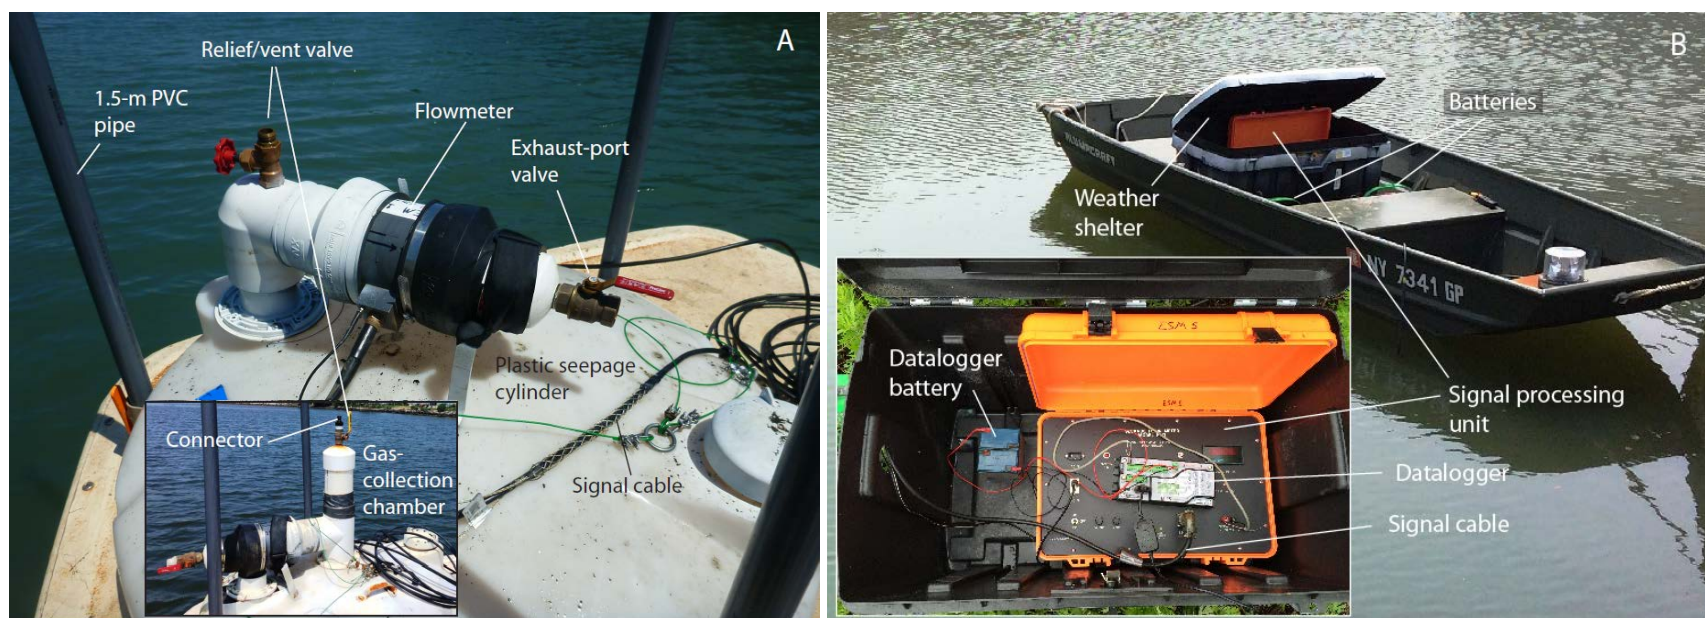 A
Relief/vent valve
1.5-m PVC
pipe
Flowmeter
Exhaust-port
valve
Plastic seepage
cylinder
Signal cable
Connector
Gas-
collection
chamber
B
Batteries
Weather
shelter
NY 7341 GP
Datalogger
battery
Signal processing
unit
Datalogger
Signal cable